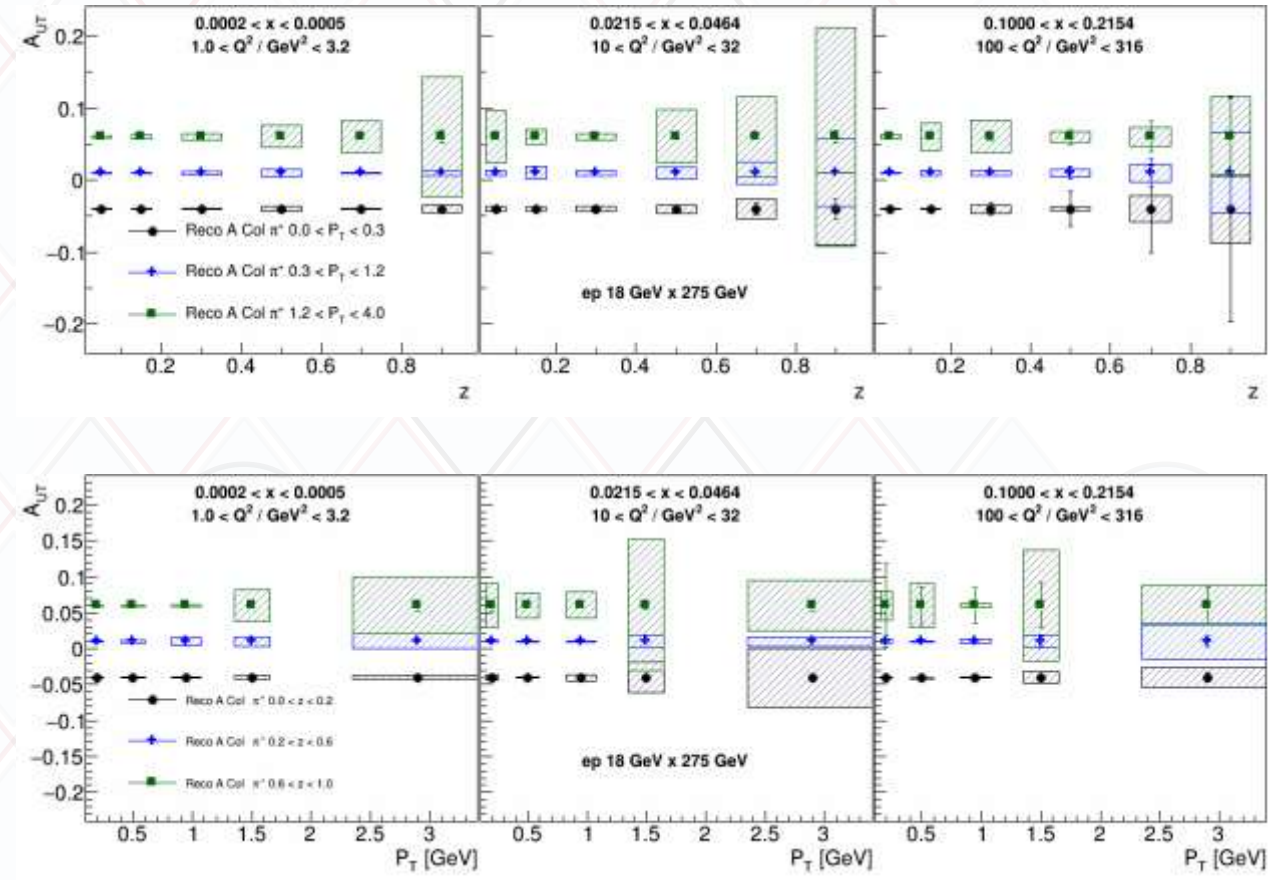 A_UT
0.0002 < x < 0.0005
1.0 < Q² / GeV² < 3.2
0.0215 < x < 0.0464
10 < Q² / GeV² < 32
0.1000 < x < 0.2154
100 < Q² / GeV² < 316
0.2
0.1
0
−0.1
−0.2
Reco A Col π⁺ 0.0 < P_T < 0.3
Reco A Col π⁺ 0.3 < P_T < 1.2
Reco A Col π⁺ 1.2 < P_T < 4.0
ep 18 GeV x 275 GeV
0.2 0.4 0.6 0.8 0.2 0.4 0.6 0.8 0.2 0.4 0.6 0.8
z z z
A_UT
0.0002 < x < 0.0005
1.0 < Q² / GeV² < 3.2
0.0215 < x < 0.0464
10 < Q² / GeV² < 32
0.1000 < x < 0.2154
100 < Q² / GeV² < 316
0.2
0.15
0.1
0.05
0
−0.05
−0.1
−0.15
−0.2
Reco A Col π⁺ 0.0 < z < 0.2
Reco A Col π⁺ 0.2 < z < 0.6
Reco A Col π⁺ 0.6 < z < 1.0
ep 18 GeV x 275 GeV
0.5 1 1.5 2 2.5 3 0.5 1 1.5 2 2.5 3 0.5 1 1.5 2 2.5 3
P_T [GeV] P_T [GeV] P_T [GeV]